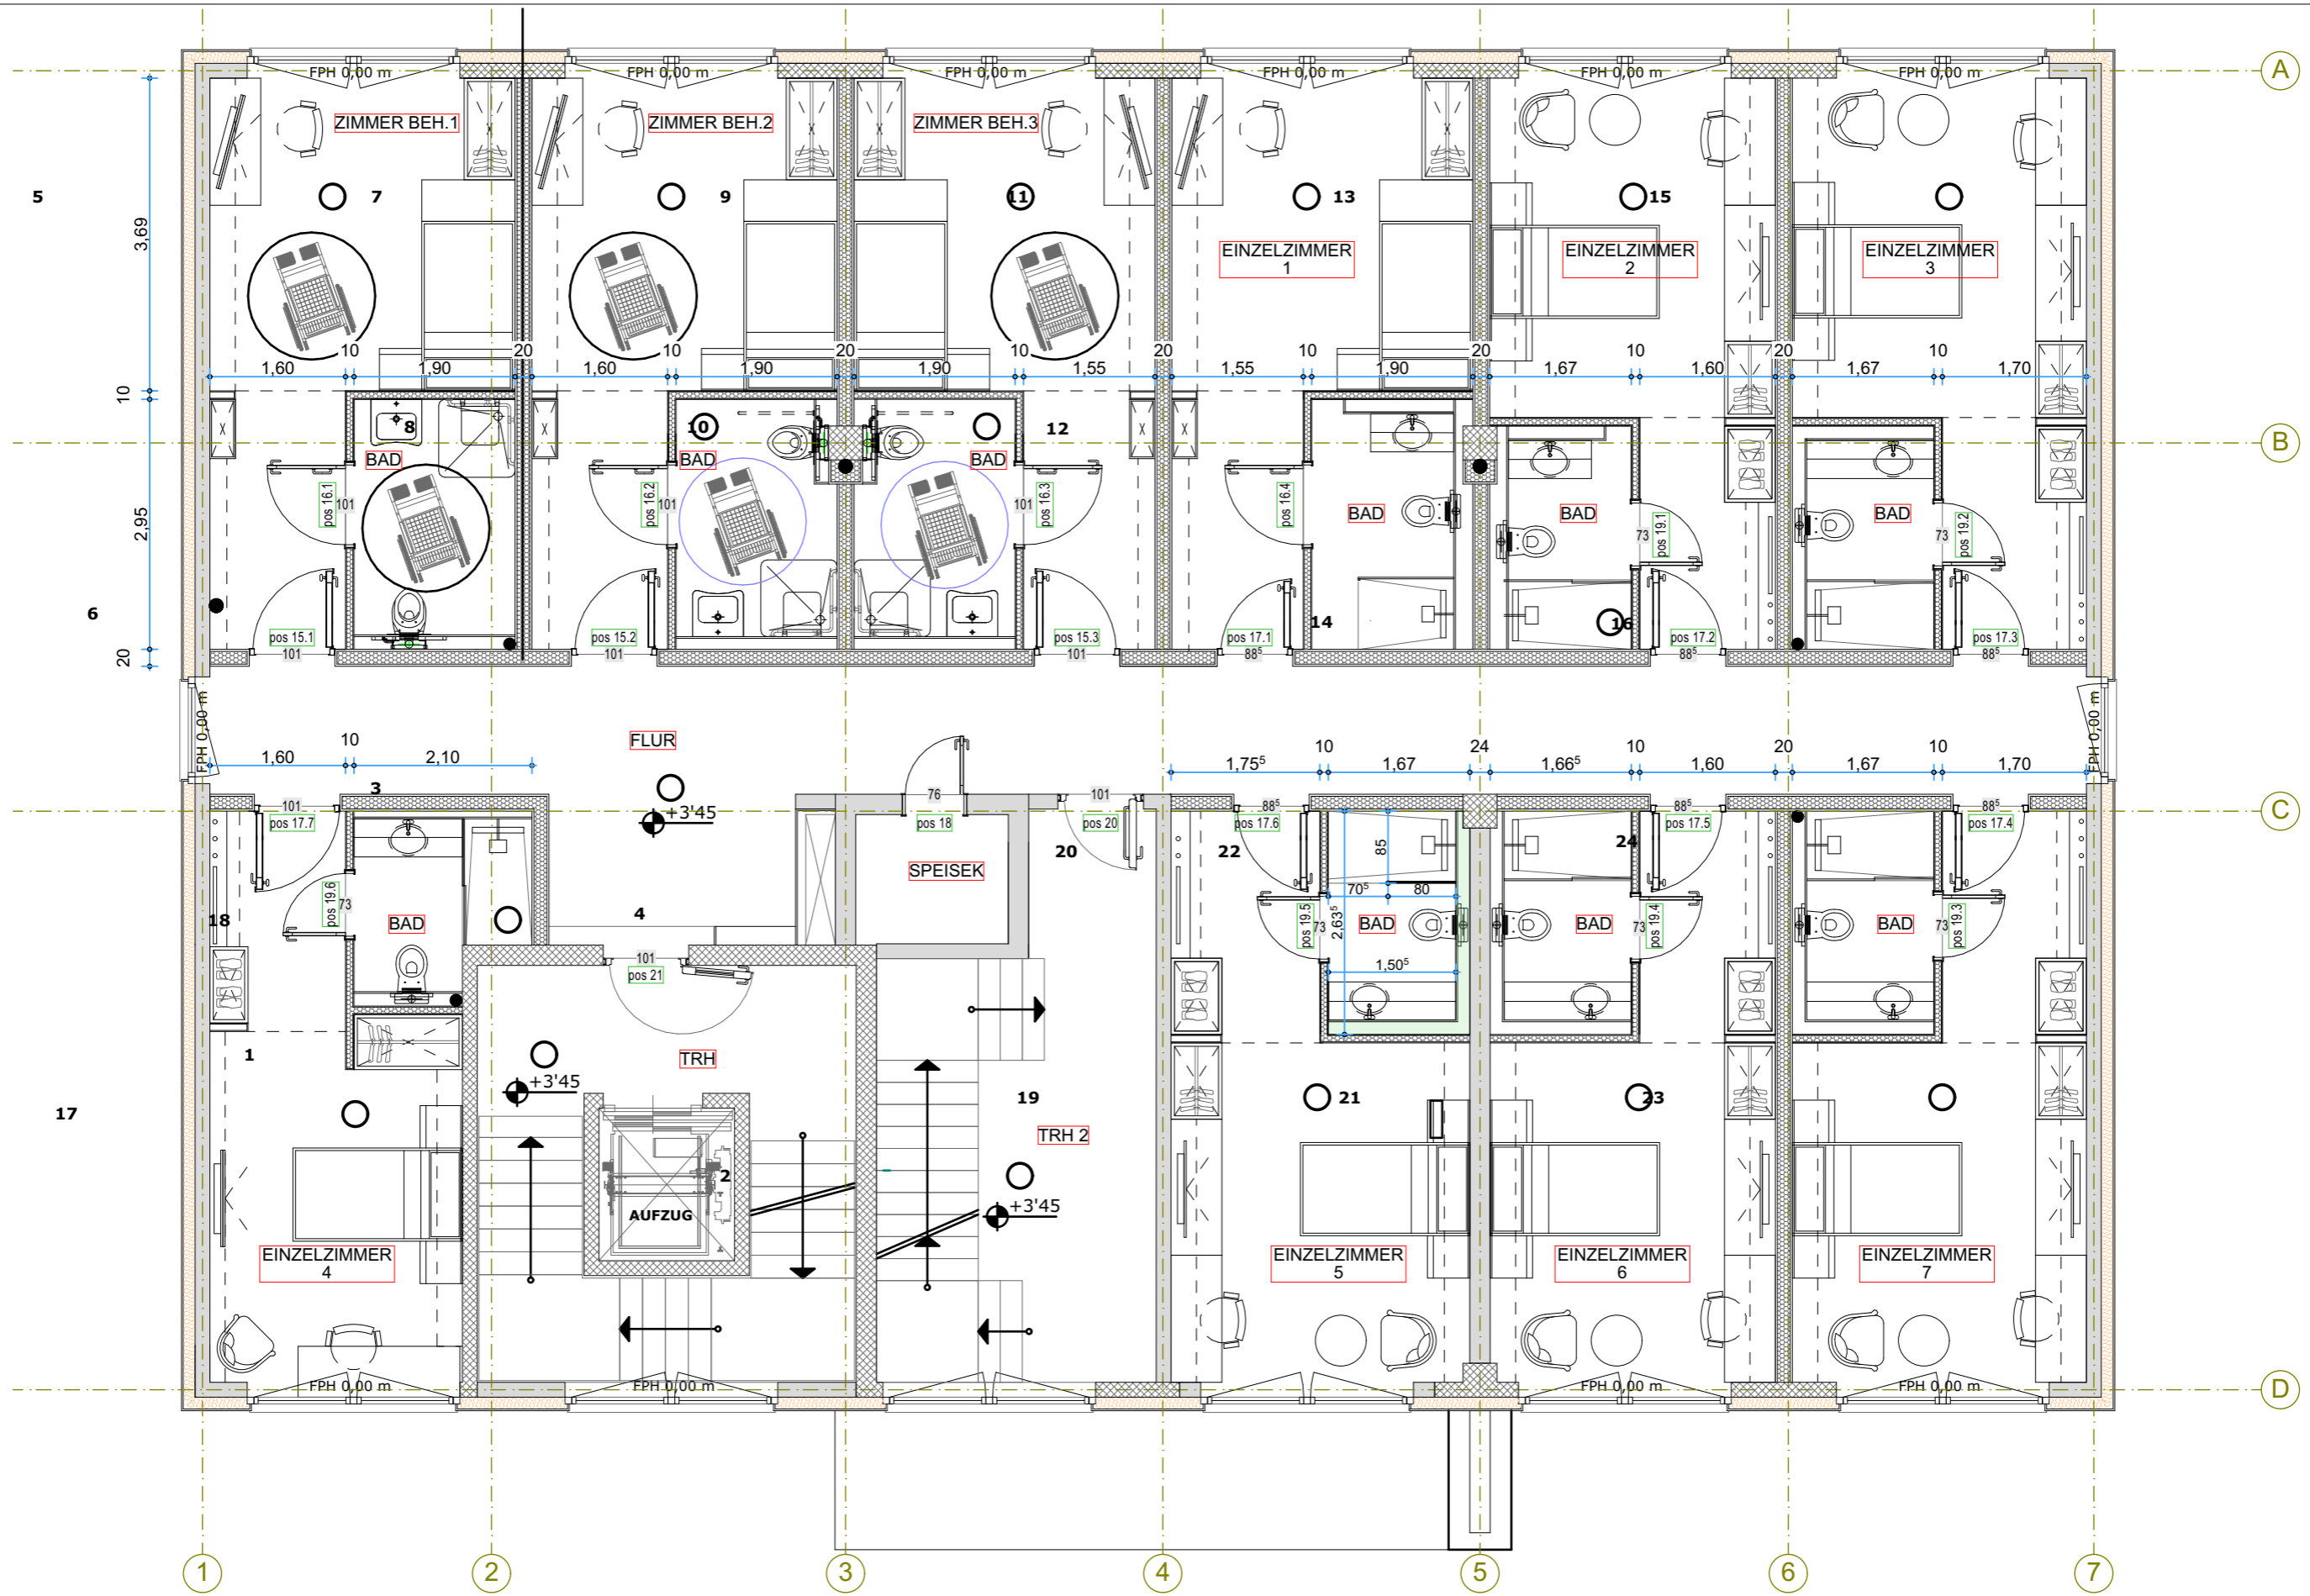 A
FPH 0,00 m
FPH 0,00 m
FPH 0,00 m
FPH 0,00 m
FPH 0,00 m
FPH 0,00 m
ZIMMER BEH.1
ZIMMER BEH.2
ZIMMER BEH.3
5
7
9
11
13
15
3,69
EINZELZIMMER
1
EINZELZIMMER
2
EINZELZIMMER
3
10
20
10
20
10
20
10
20
10
20
10
1,60
1,90
1,60
1,90
1,90
1,55
1,55
1,90
1,67
1,60
1,67
1,70
10
8
10
12
B
BAD
BAD
BAD
pos 16.1
101
pos 16.2
101
101
pos 16.3
pos 16.4
BAD
BAD
73
pos 19.1
BAD
73
pos 19.2
2,95
6
14
16
pos 15.1
pos 15.2
pos 15.3
pos 17.1
pos 17.2
pos 17.3
101
101
101
88⁵
88⁵
88⁵
20
FPH 0,00 m
FLUR
FPH 0,00 m
10
10
24
10
20
10
1,60
2,10
1,75⁵
1,67
1,66⁵
1,60
1,67
1,70
3
101
76
101
88⁵
88⁵
88⁵
C
pos 17.7
+3'45
pos 18
pos 20
pos 17.6
pos 17.5
pos 17.4
20
22
85
24
SPEISEK
70⁵
80
pos 19.6
73
18
BAD
4
pos 19.5
73
2,63⁵
BAD
BAD
73
pos 19.4
BAD
73
pos 19.3
101
pos 21
1,50⁵
1
TRH
+3'45
17
19
21
23
TRH 2
2
AUFZUG
+3'45
EINZELZIMMER
4
EINZELZIMMER
5
EINZELZIMMER
6
EINZELZIMMER
7
FPH 0,00 m
FPH 0,00 m
FPH 0,00 m
FPH 0,00 m
D
1
2
3
4
5
6
7